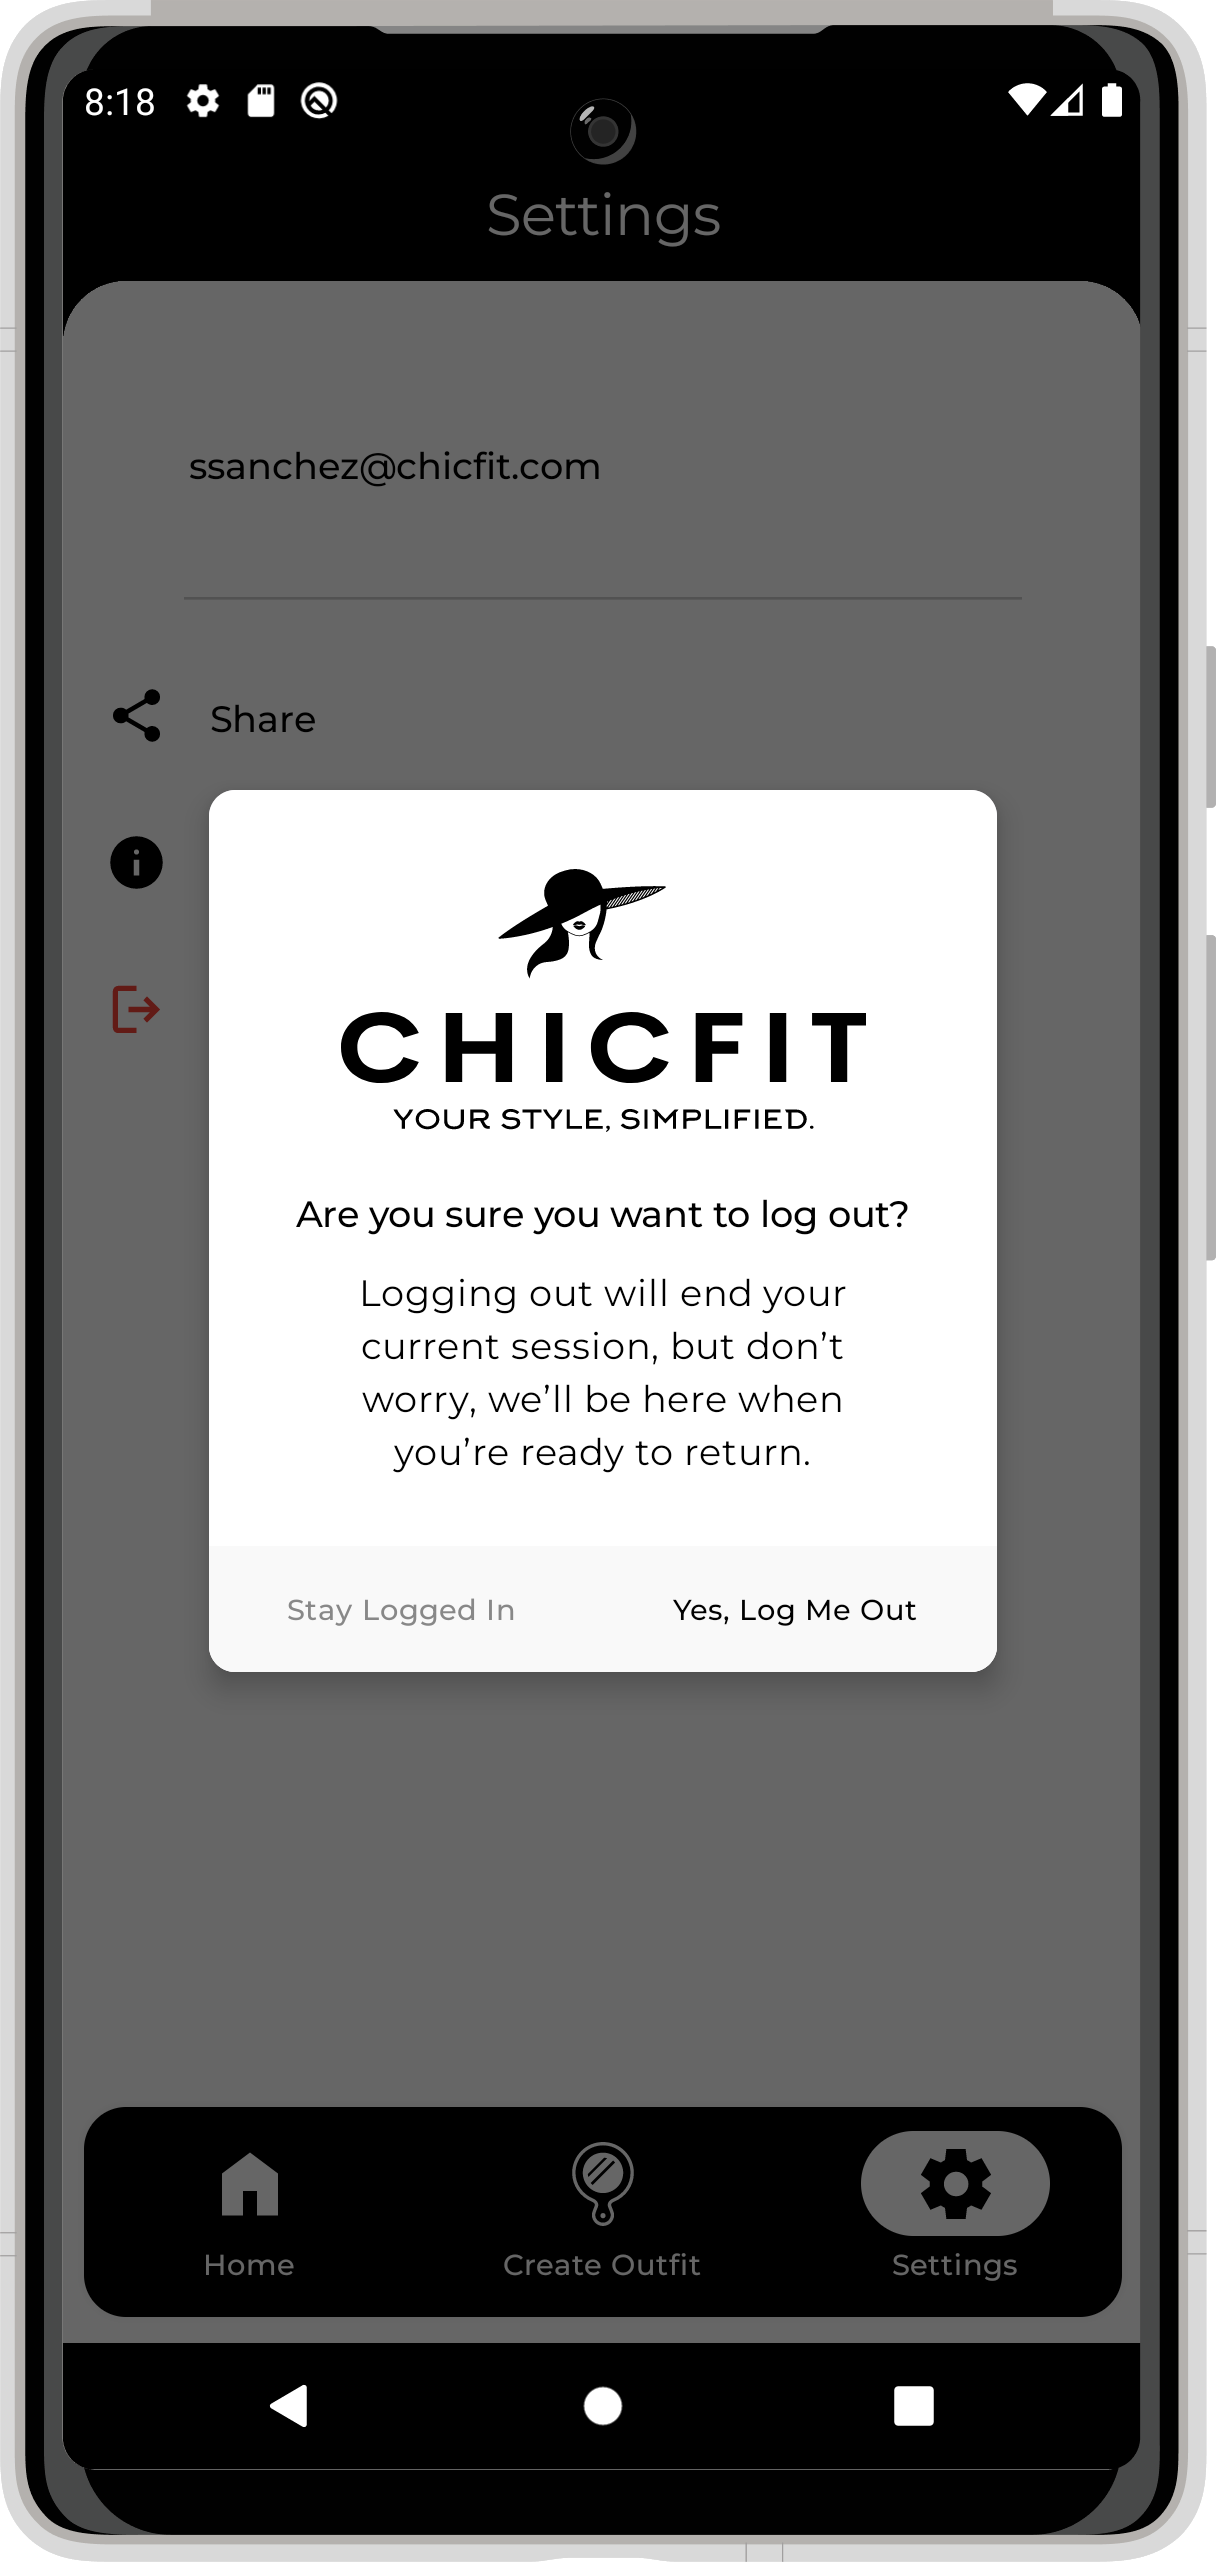 8:18
Settings
ssanchez@chicfit.com
Share
CHICFIT
YOUR STYLE, SIMPLIFIED.
Are you sure you want to log out?
Logging out will end your
current session, but don’t
worry, we’ll be here when
you’re ready to return.
Stay Logged In
Yes, Log Me Out
Home
Create Outfit
Settings